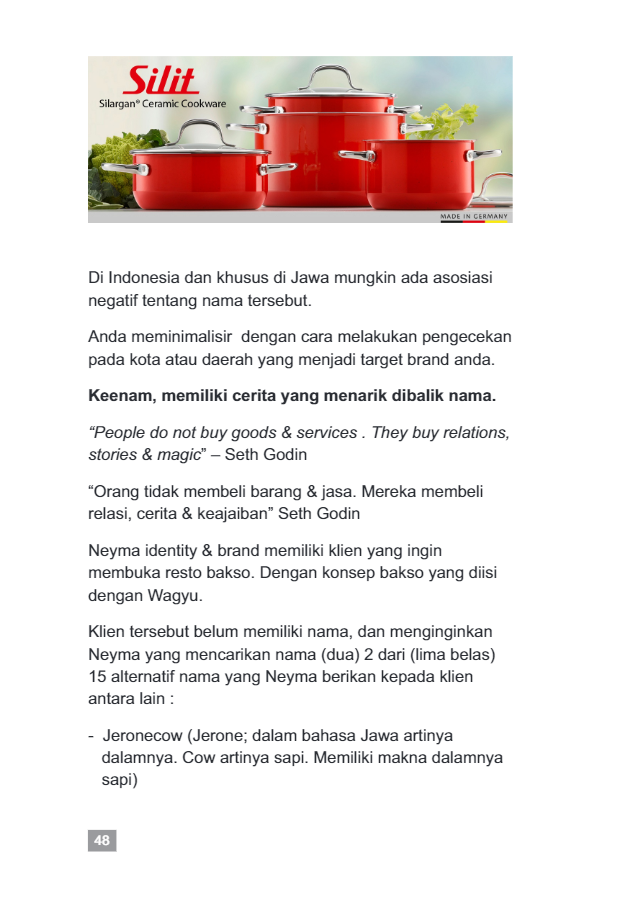 Silit
Silargan® Ceramic Cookware
MADE IN GERMANY
Di Indonesia dan khusus di Jawa mungkin ada asosiasi
negatif tentang nama tersebut.
Anda meminimalisir  dengan cara melakukan pengecekan
pada kota atau daerah yang menjadi target brand anda.
Keenam, memiliki cerita yang menarik dibalik nama.
“People do not buy goods & services . They buy relations,
stories & magic” – Seth Godin
“Orang tidak membeli barang & jasa. Mereka membeli
relasi, cerita & keajaiban” Seth Godin
Neyma identity & brand memiliki klien yang ingin
membuka resto bakso. Dengan konsep bakso yang diisi
dengan Wagyu.
Klien tersebut belum memiliki nama, dan menginginkan
Neyma yang mencarikan nama (dua) 2 dari (lima belas)
15 alternatif nama yang Neyma berikan kepada klien
antara lain :
- Jeronecow (Jerone; dalam bahasa Jawa artinya
dalamnya. Cow artinya sapi. Memiliki makna dalamnya
sapi)
48